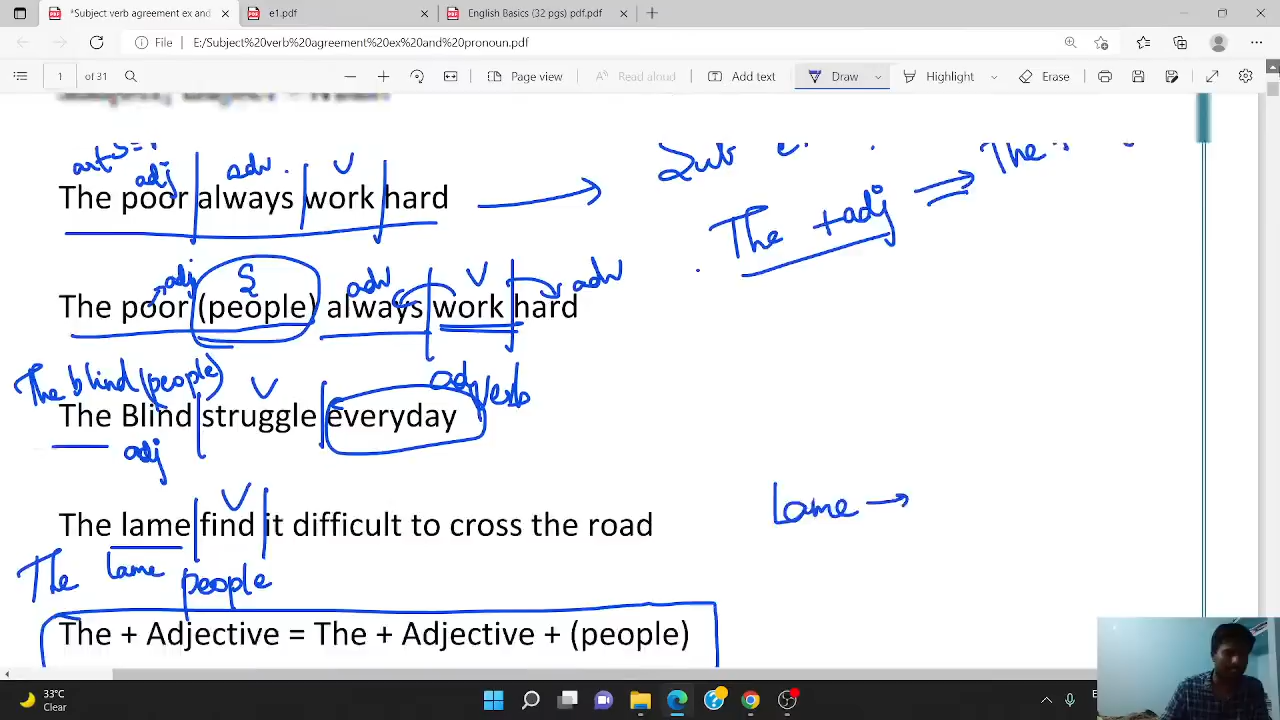 *Subject verb agreement ex and
e1.pdf
English Basics (32 pgs) pdf.pdf
File E:/Subject%20verb%20agreement%20ex%20and%20pronoun.pdf
1 of 31 Page view Read aloud Add text Draw Highlight Erase
art adj adv. V
Sub
The
The poor always work hard
The + adj
adj S adv V adv
The poor (people) always work hard
The blind (people) V adverb
The Blind struggle everyday
adj
V
lame
The lame find it difficult to cross the road
The lame people
The + Adjective = The + Adjective + (people)
33°C
Clear